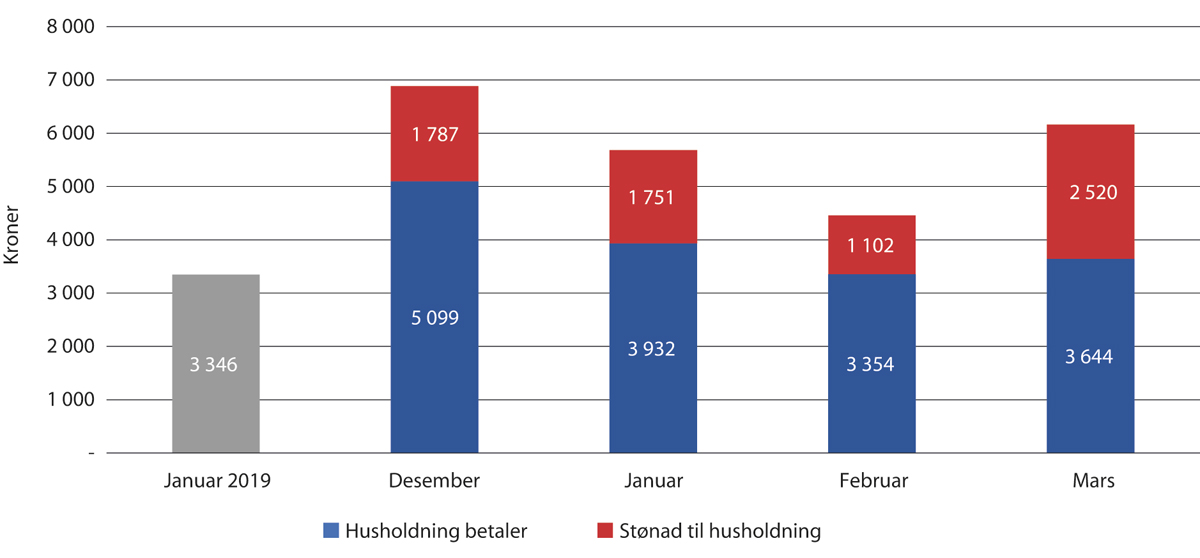 8 000
7 000
6 000
5 000
4 000
3 000
2 000
1 000
-
Kroner
3 346
1 787
5 099
1 751
3 932
1 102
3 354
2 520
3 644
Januar 2019
Desember
Januar
Februar
Mars
Husholdning betaler
Stønad til husholdning